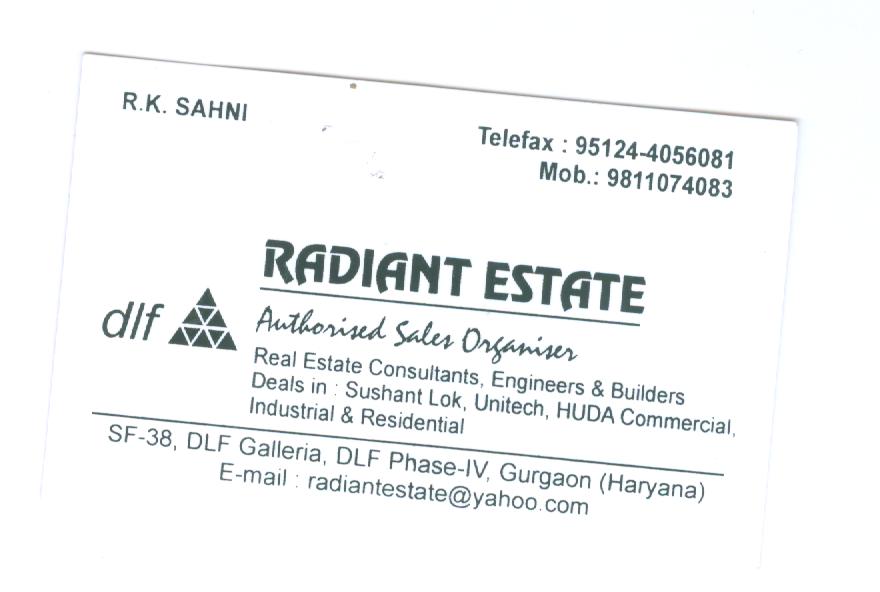 R.K. SAHNI
Telefax : 95124-4056081
Mob.: 9811074083
RADIANT ESTATE
dlf
Authorised Sales Organiser
Real Estate Consultants, Engineers & Builders
Deals in : Sushant Lok, Unitech, HUDA Commercial,
Industrial & Residential
SF-38, DLF Galleria, DLF Phase-IV, Gurgaon (Haryana)
E-mail : radiantestate@yahoo.com